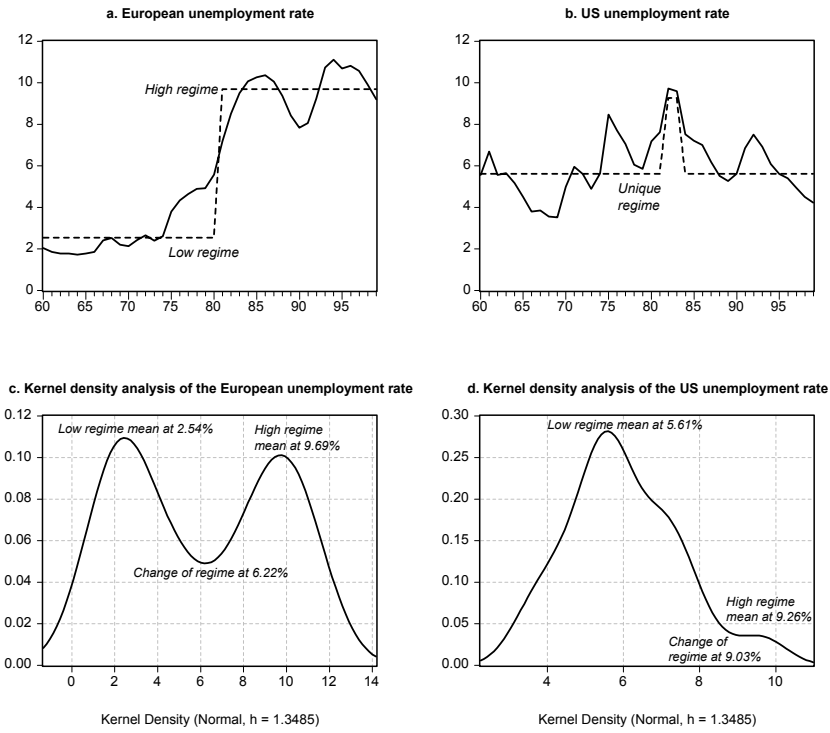 a. European unemployment rate
12
10
8
6
4
2
0
High regime
Low regime
60 65 70 75 80 85 90 95
b. US unemployment rate
12
10
8
6
4
2
0
Unique
regime
60 65 70 75 80 85 90 95
c. Kernel density analysis of the European unemployment rate
0.12
0.10
0.08
0.06
0.04
0.02
0.00
Low regime mean at 2.54%
High regime
mean at 9.69%
Change of regime at 6.22%
0 2 4 6 8 10 12 14
Kernel Density (Normal, h = 1.3485)
d. Kernel density analysis of the US unemployment rate
0.30
0.25
0.20
0.15
0.10
0.05
0.00
Low regime mean at 5.61%
High regime
mean at 9.26%
Change of
regime at 9.03%
4 6 8 10
Kernel Density (Normal, h = 1.3485)